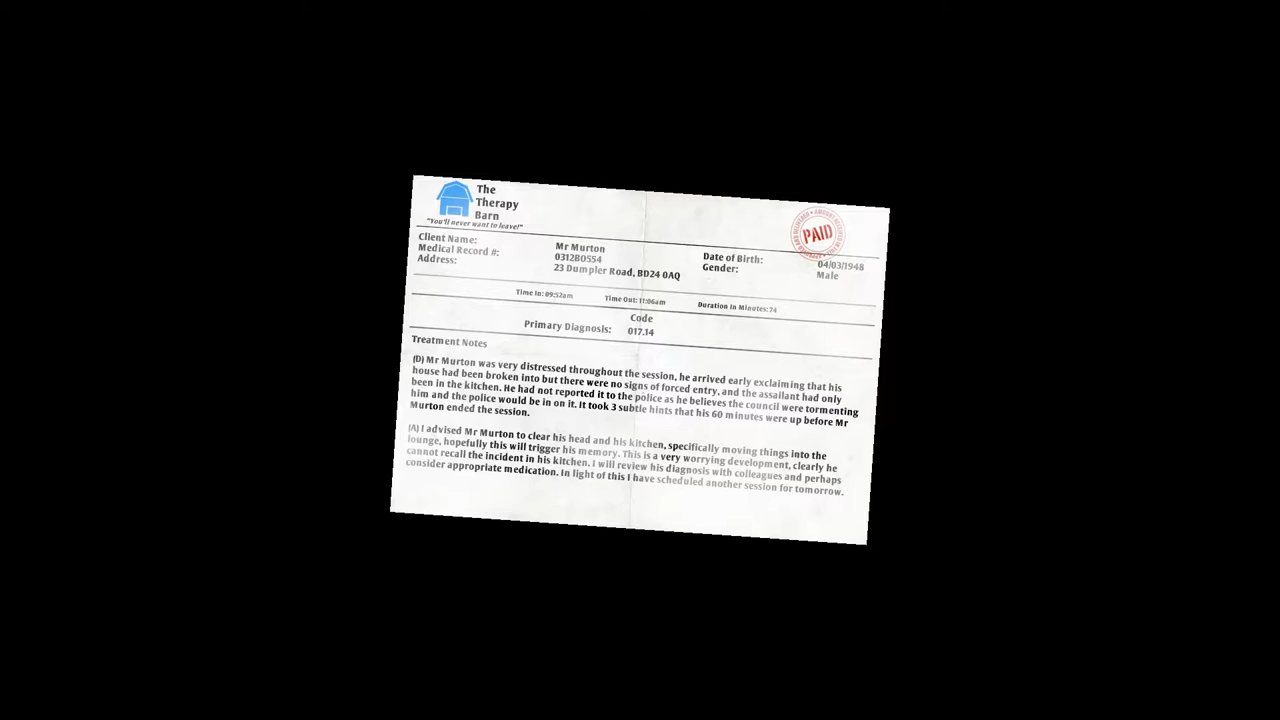 The
Therapy
Barn
"You'll never want to leave!"
PAID
Client Name: Mr Murton Date of Birth: 04/03/1948
Medical Record #: 0312B0554 Gender: Male
Address: 23 Dumpler Road, BD24 0AQ
Time In: 09:52am Time Out: 11:06am Duration in Minutes: 74
Code
Primary Diagnosis: 017.14
Treatment Notes
(D) Mr Murton was very distressed throughout the session, he arrived early exclaiming that his
house had been broken into but there were no signs of forced entry, and the assailant had only
been in the kitchen. He had not reported it to the police as he believes the council were tormenting
him and the police would be in on it. It took 3 subtle hints that his 60 minutes were up before Mr
Murton ended the session.
(A) I advised Mr Murton to clear his head and his kitchen, specifically moving things into the
lounge, hopefully this will trigger his memory. This is a very worrying development, clearly he
cannot recall the incident in his kitchen. I will review his diagnosis with colleagues and perhaps
consider appropriate medication. In light of this I have scheduled another session for tomorrow.